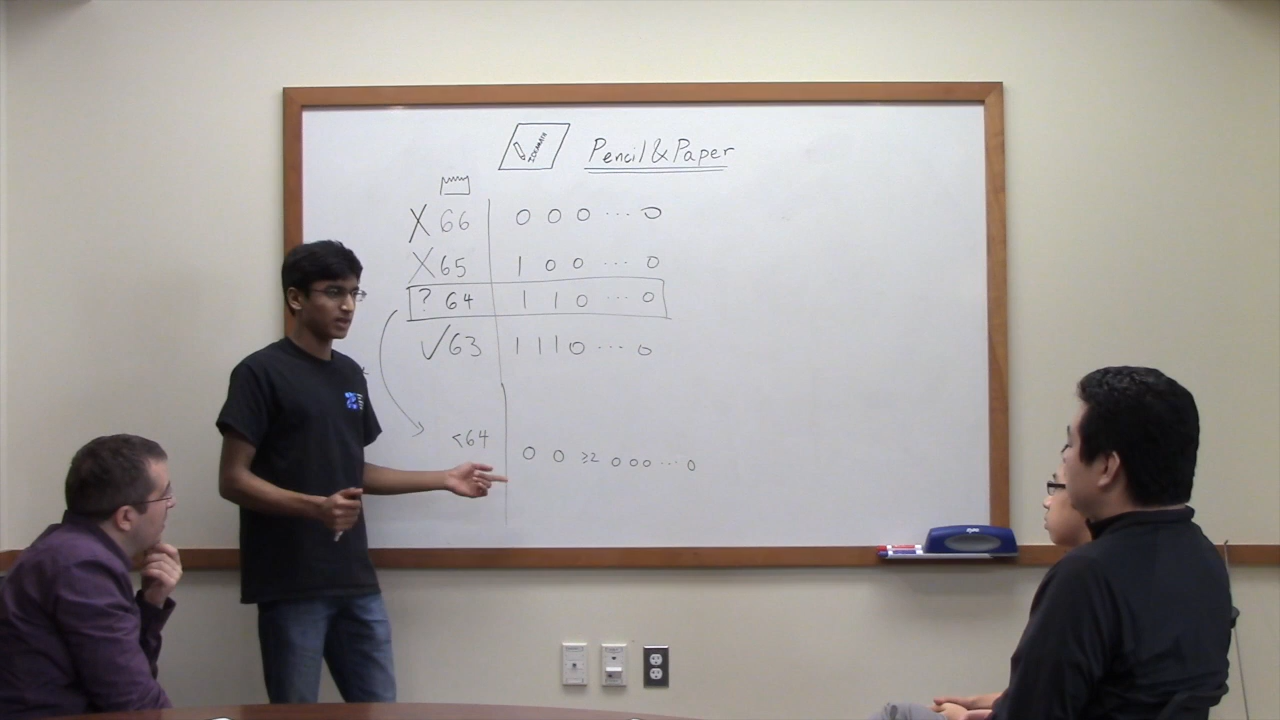 Pencil & Paper
X 66 0 0 0 ... 0
X 65 1 0 0 ... 0
? 64 1 1 0 ... 0
✓ 63 1 1 1 0 ... 0
<64 0 0 ≥2 0 0 0 ... 0